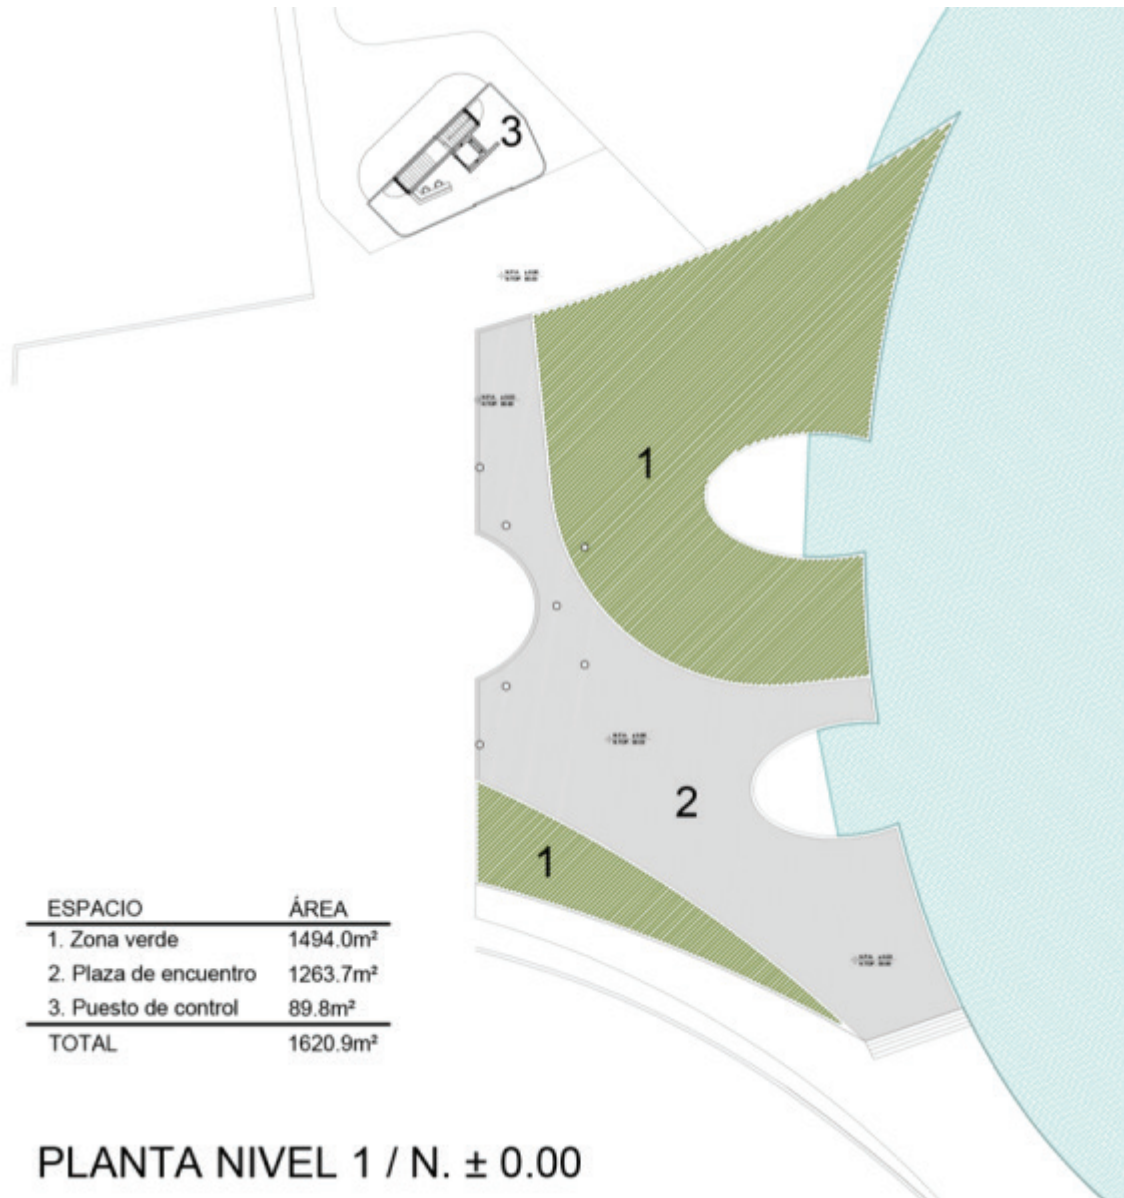 3
1
2
1
ESPACIO ÁREA
1. Zona verde 1494.0m²
2. Plaza de encuentro 1263.7m²
3. Puesto de control 89.8m²
TOTAL 1620.9m²
PLANTA NIVEL 1 / N. ± 0.00